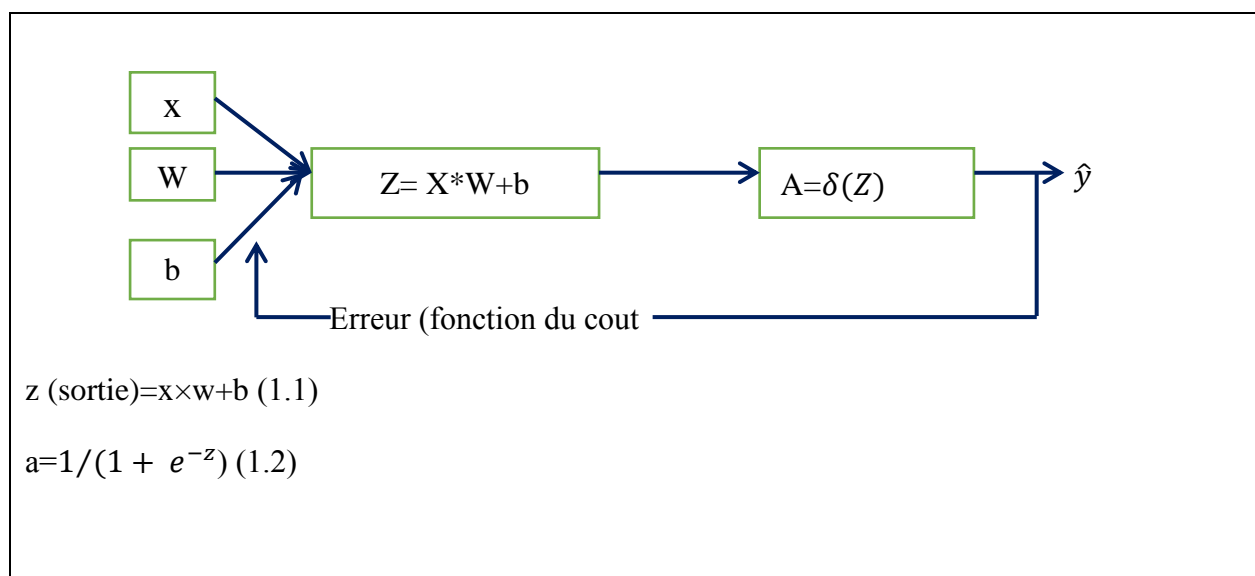 x
W
b
Z= X*W+b
A=δ(Z)
ŷ
Erreur (fonction du cout
z (sortie)=x×w+b (1.1)
a=1/(1 + e⁻ᶻ) (1.2)